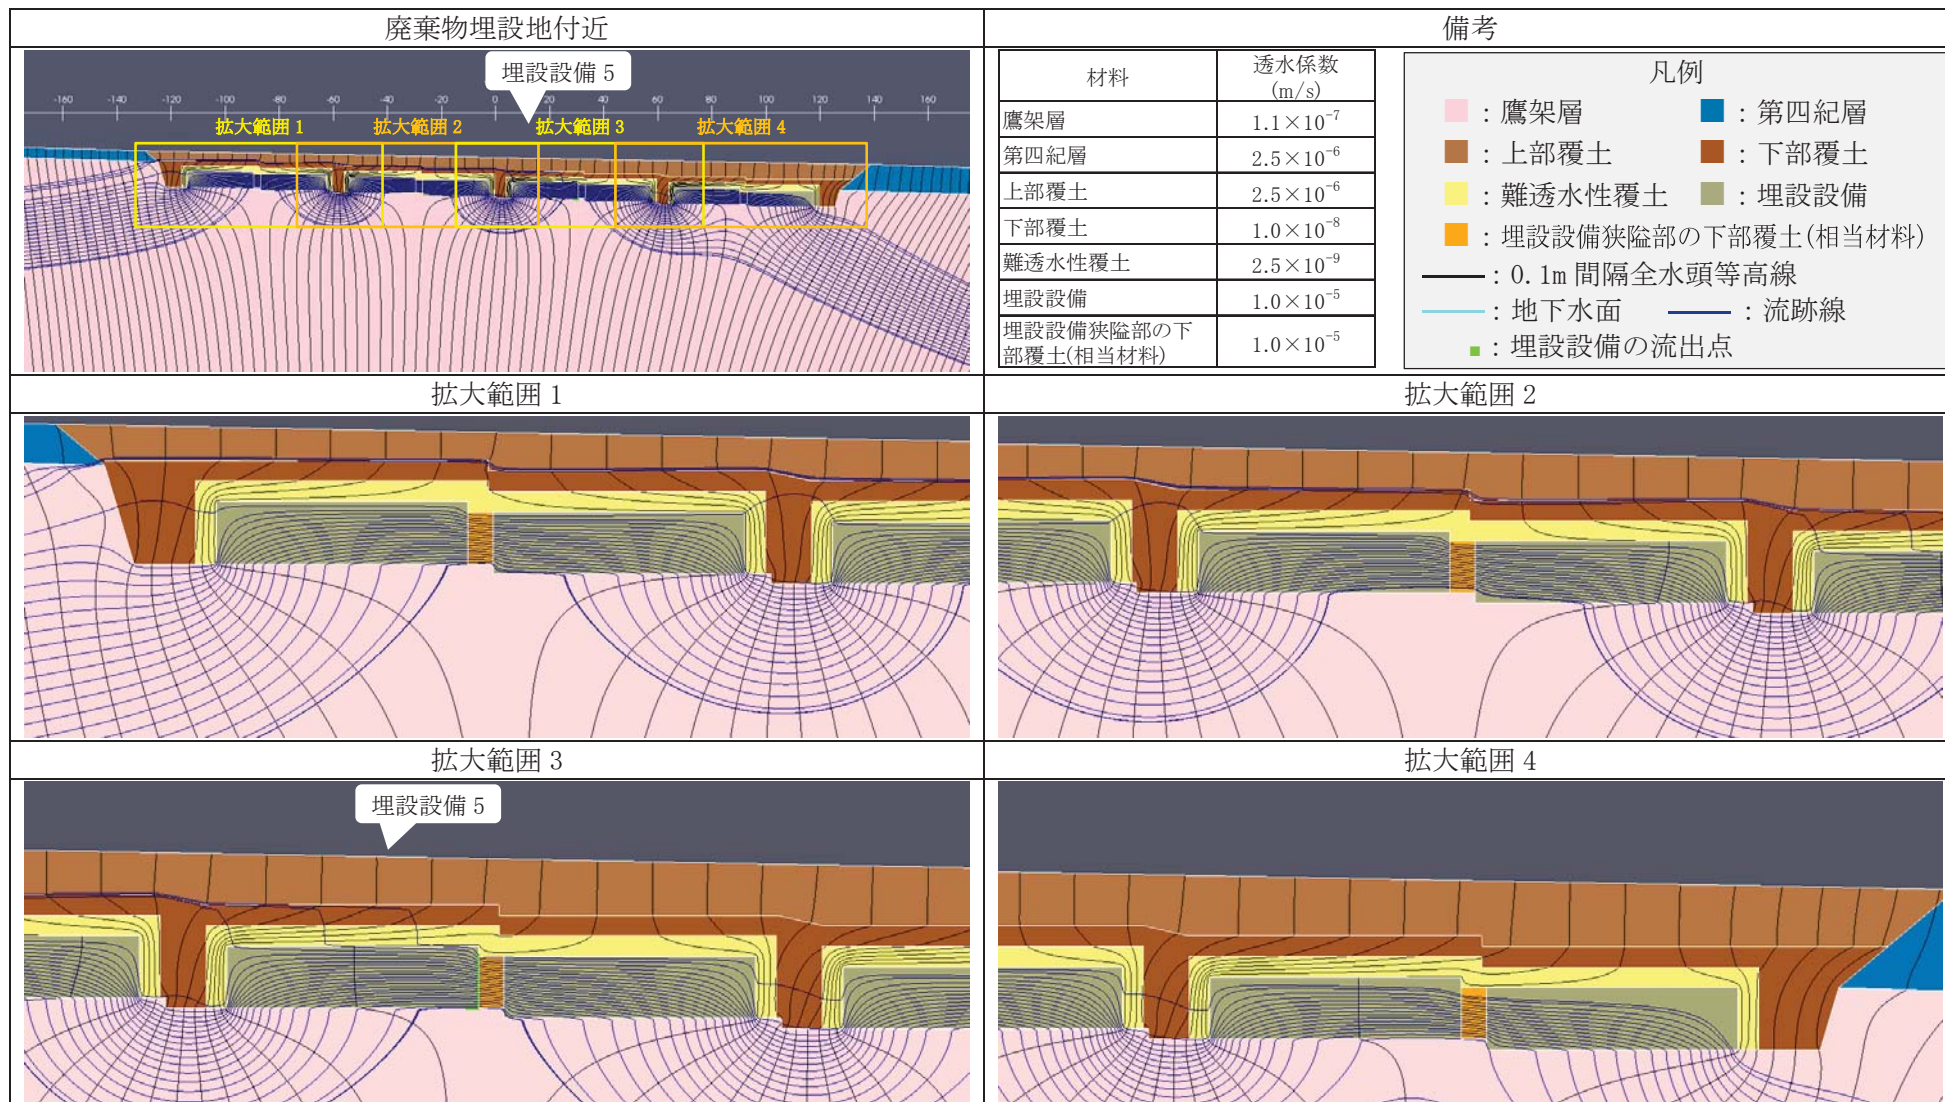 廃棄物埋設地付近
備考
埋設設備 5
-160 -140 -120 -100 -80 -60 -40 -20 0 20 40 60 80 100 120 140 160
拡大範囲 1 拡大範囲 2 拡大範囲 3 拡大範囲 4
材料 透水係数
(m/s)
鷹架層 1.1×10⁻⁷
第四紀層 2.5×10⁻⁶
上部覆土 2.5×10⁻⁶
下部覆土 1.0×10⁻⁸
難透水性覆土 2.5×10⁻⁹
埋設設備 1.0×10⁻⁵
埋設設備狭隘部の下
部覆土(相当材料) 1.0×10⁻⁵
凡例
：鷹架層 ：第四紀層
：上部覆土 ：下部覆土
：難透水性覆土 ：埋設設備
：埋設設備狭隘部の下部覆土(相当材料)
：0.1m 間隔全水頭等高線
：地下水面 ：流跡線
：埋設設備の流出点
拡大範囲 1
拡大範囲 2
拡大範囲 3
拡大範囲 4
埋設設備 5